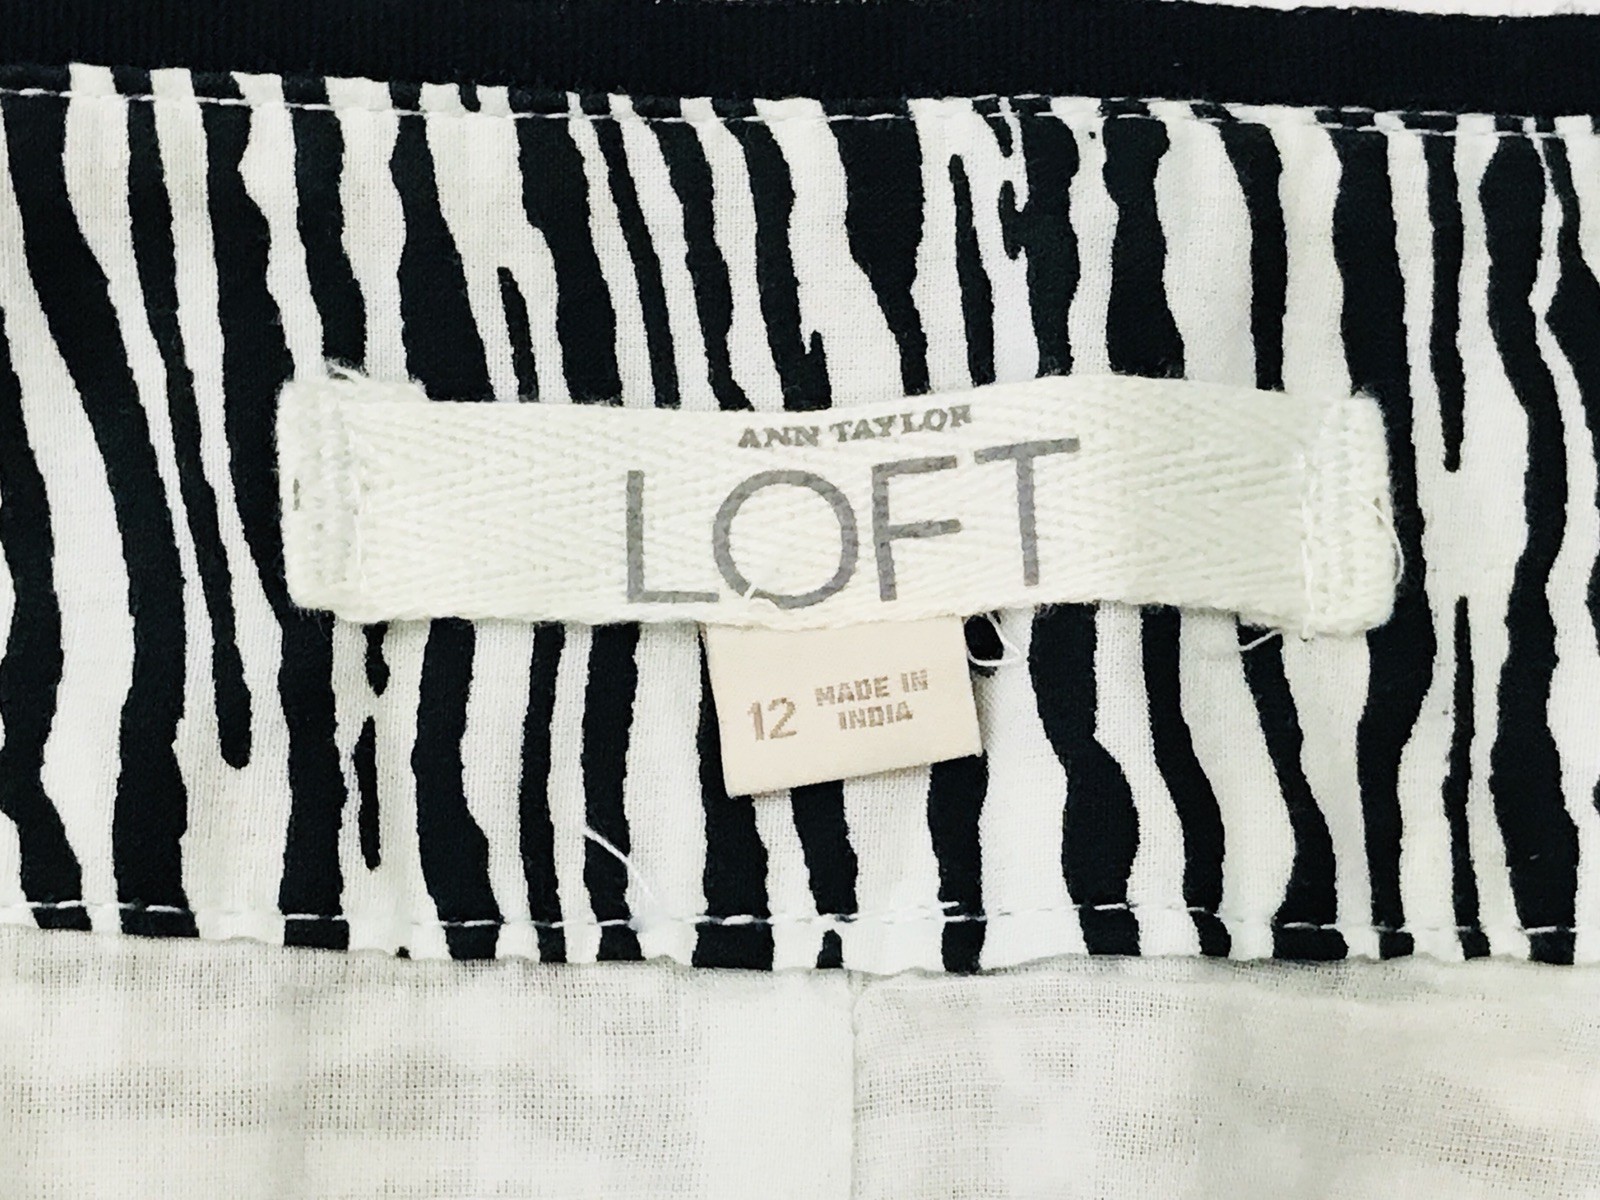 ANN TAYLOR
LOFT
12 MADE IN
INDIA